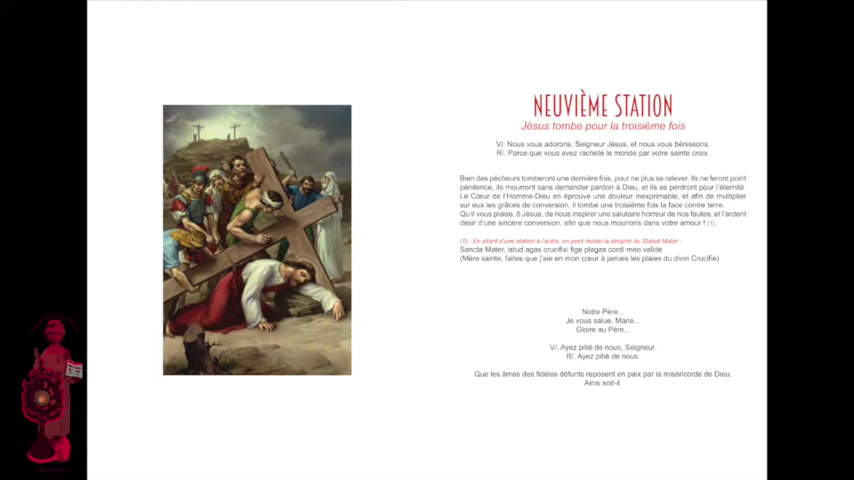 NEUVIÈME STATION
Jésus tombe pour la troisième fois
V/. Nous vous adorons, Seigneur Jésus, et nous vous bénissons.
R/. Parce que vous avez racheté le monde par votre sainte croix.
Bien des pêcheurs tomberont une dernière fois, pour ne plus se relever. Ils ne feront point
pénitence, ils mourront sans demander pardon à Dieu, et ils se perdront pour l'éternité.
Le Cœur de l'Homme-Dieu en éprouve une douleur inexprimable, et afin de multiplier
sur eux les grâces de conversion, il tombe une troisième fois la face contre terre.
Qu'il vous plaise, ô Jésus, de nous inspirer une salutaire horreur de nos fautes, et l'ardent
désir d'une sincère conversion, afin que nous mourions dans votre amour ! (1).
(1) : En allant d'une station à l'autre, on peut réciter la strophe du Stabat Mater :
Sancta Mater, istud agas crucifixi fige plagas cordi meo valide
(Mère sainte, faites que j'aie en mon cœur à jamais les plaies du divin Crucifié)
Notre Père...
Je vous salue, Marie...
Gloire au Père...
V/. Ayez pitié de nous, Seigneur.
R/. Ayez pitié de nous.
Que les âmes des fidèles défunts reposent en paix par la miséricorde de Dieu.
Ainsi soit-il.